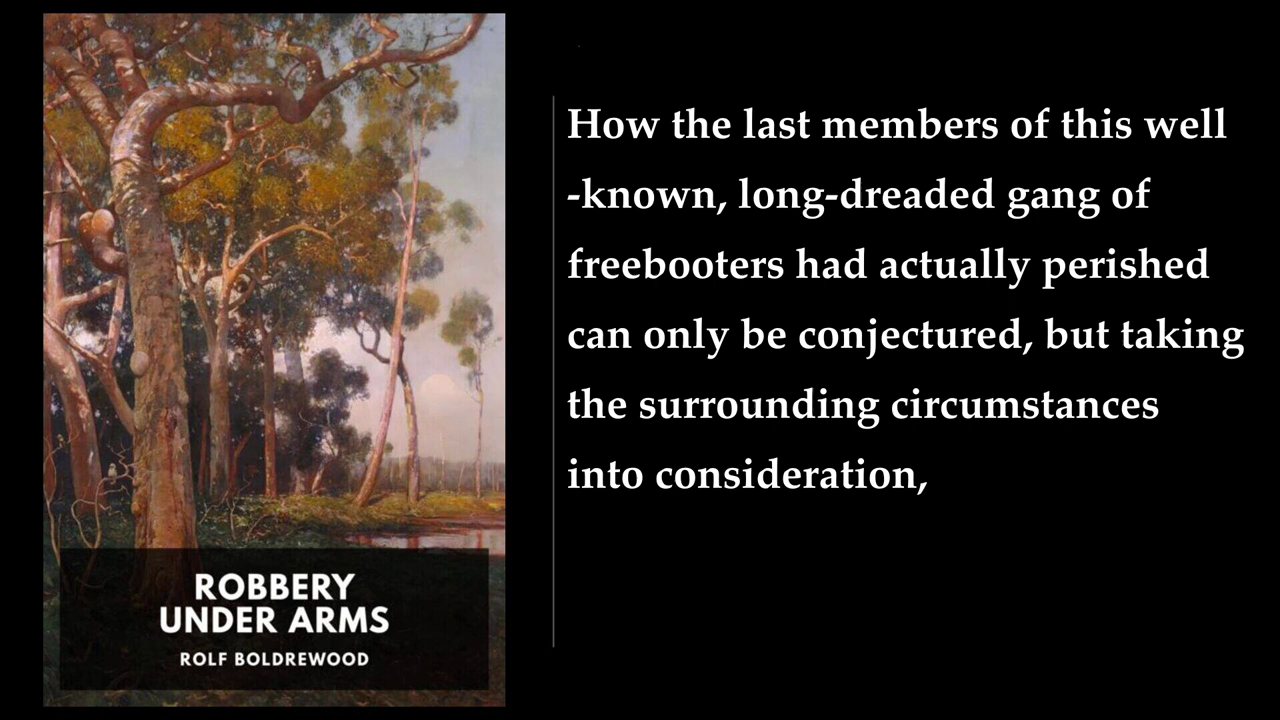 How the last members of this well
-known, long-dreaded gang of
freebooters had actually perished
can only be conjectured, but taking
the surrounding circumstances
into consideration,
ROBBERY
UNDER ARMS
ROLF BOLDREWOOD